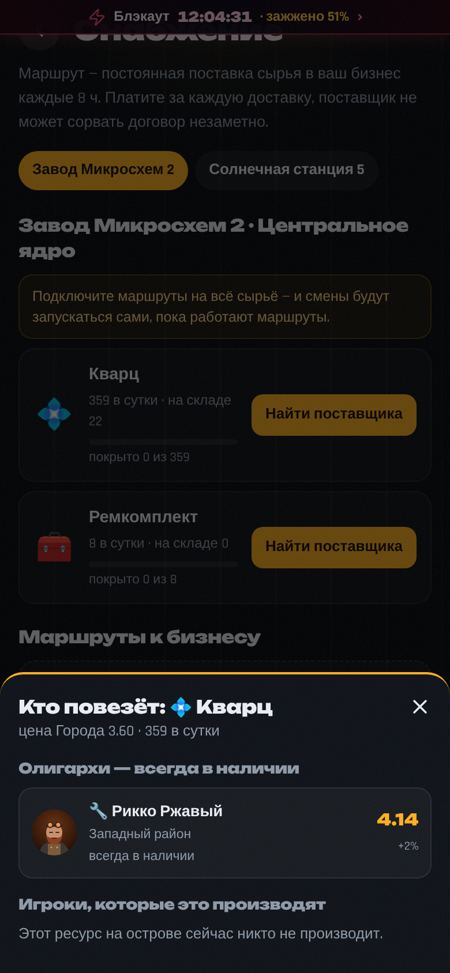 Блэкаут 12:04:31 · зажжено 51% ›
Снабжение
Маршрут – постоянная поставка сырья в ваш бизнес
каждые 8 ч. Платите за каждую доставку, поставщик не
может сорвать договор незаметно.
Завод Микросхем 2 Солнечная станция 5
Завод Микросхем 2 · Центральное
ядро
Подключите маршруты на всё сырьё – и смены будут
запускаться сами, пока работают маршруты.
Кварц
359 в сутки · на складе
22
покрыто 0 из 359
Найти поставщика
Ремкомплект
8 в сутки · на складе 0
покрыто 0 из 8
Найти поставщика
Маршруты к бизнесу
Кто повезёт: 💠 Кварц
цена Города 3.60 · 359 в сутки
Олигархи — всегда в наличии
🔧 Рикко Ржавый
Западный район
всегда в наличии
4.14
+2%
Игроки, которые это производят
Этот ресурс на острове сейчас никто не производит.